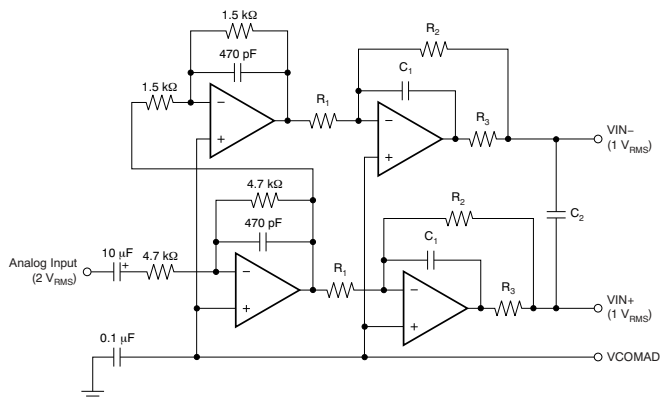 1.5 kΩ
470 pF
R2
C1
1.5 kΩ
R1
R3
−
+
−
+
VIN−
(1 VRMS)
4.7 kΩ
470 pF
R2
C1
C2
10 μF
+
4.7 kΩ
Analog Input
(2 VRMS)
R1
R3
−
+
−
+
VIN+
(1 VRMS)
0.1 μF
VCOMAD